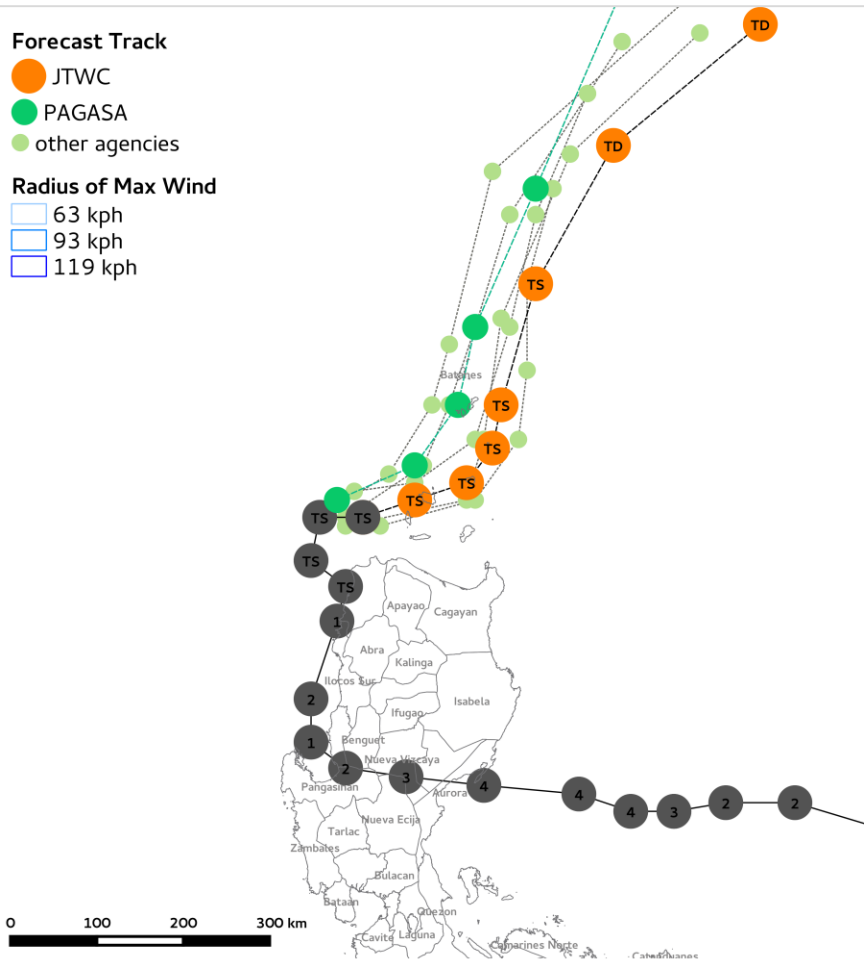 Forecast Track
JTWC
PAGASA
other agencies
Radius of Max Wind
63 kph
93 kph
119 kph
TD
TD
TS
Batanes
TS
TS
TS
TS
TS
TS
TS
TS
1
Apayao
Cagayan
Abra
Kalinga
Ilocos Sur
Isabela
2
Ifugao
1
Benguet
Nueva Vizcaya
2
3
4
Pangasinan
Aurora
4
4
3
2
2
Nueva Ecija
Tarlac
Zambales
Bulacan
Bataan
Quezon
Cavite
Laguna
Camarines Norte
Catanduanes
0
100
200
300 km